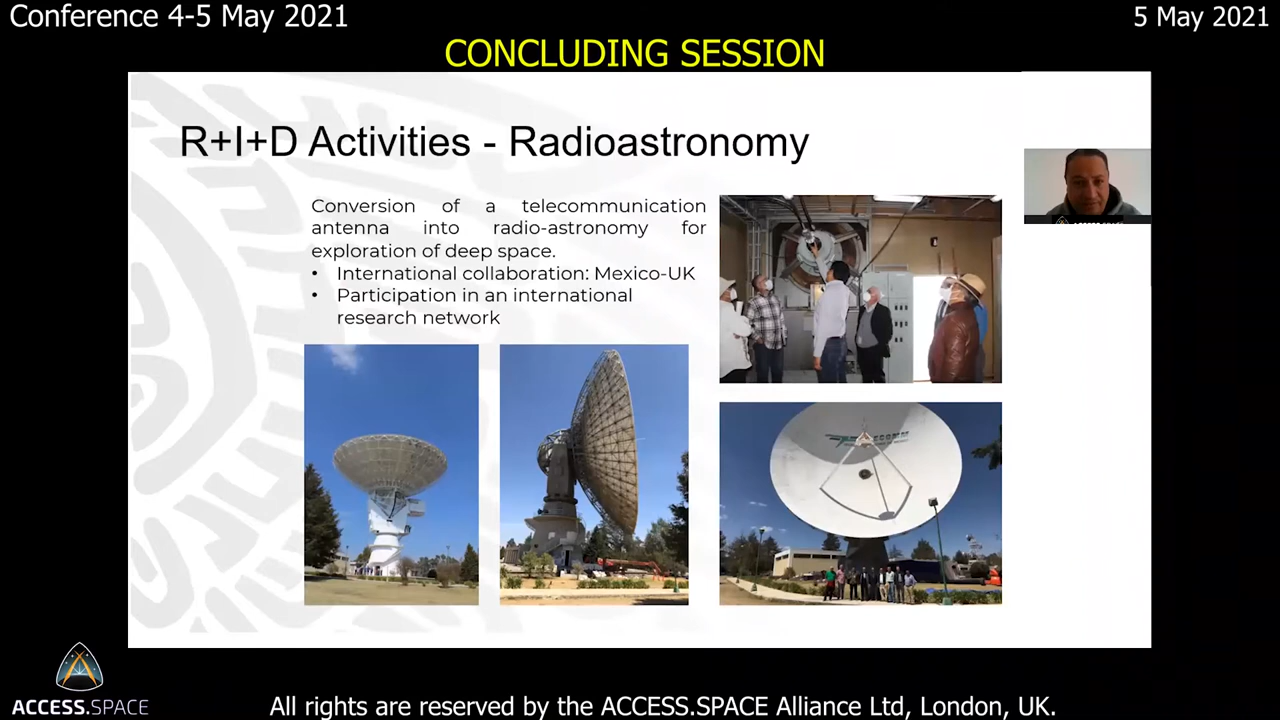 Conference 4-5 May 2021
5 May 2021
CONCLUDING SESSION
R+I+D Activities - Radioastronomy
Conversion of a telecommunication
antenna into radio-astronomy for
exploration of deep space.
• International collaboration: Mexico-UK
• Participation in an international
research network
ACCESS.SPACE
All rights are reserved by the ACCESS.SPACE Alliance Ltd, London, UK.